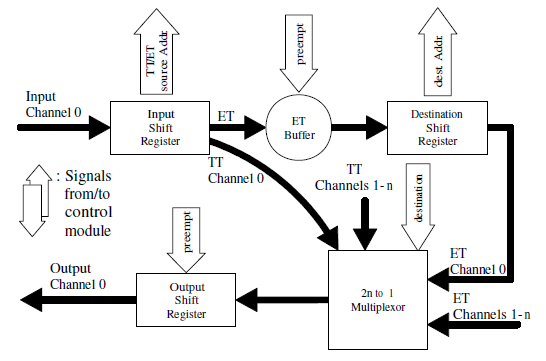 TT/ET
source Addr.
preempt
dest. Addr.
Input
Channel 0
Input
Shift
Register
ET
ET
Buffer
Destination
Shift
Register
TT
Channel 0
TT
Channels 1-n
destination
: Signals
from/to
control
module
preempt
ET
Channel 0
Output
Channel 0
Output
Shift
Register
2n to 1
Multiplexor
ET
Channels 1-n